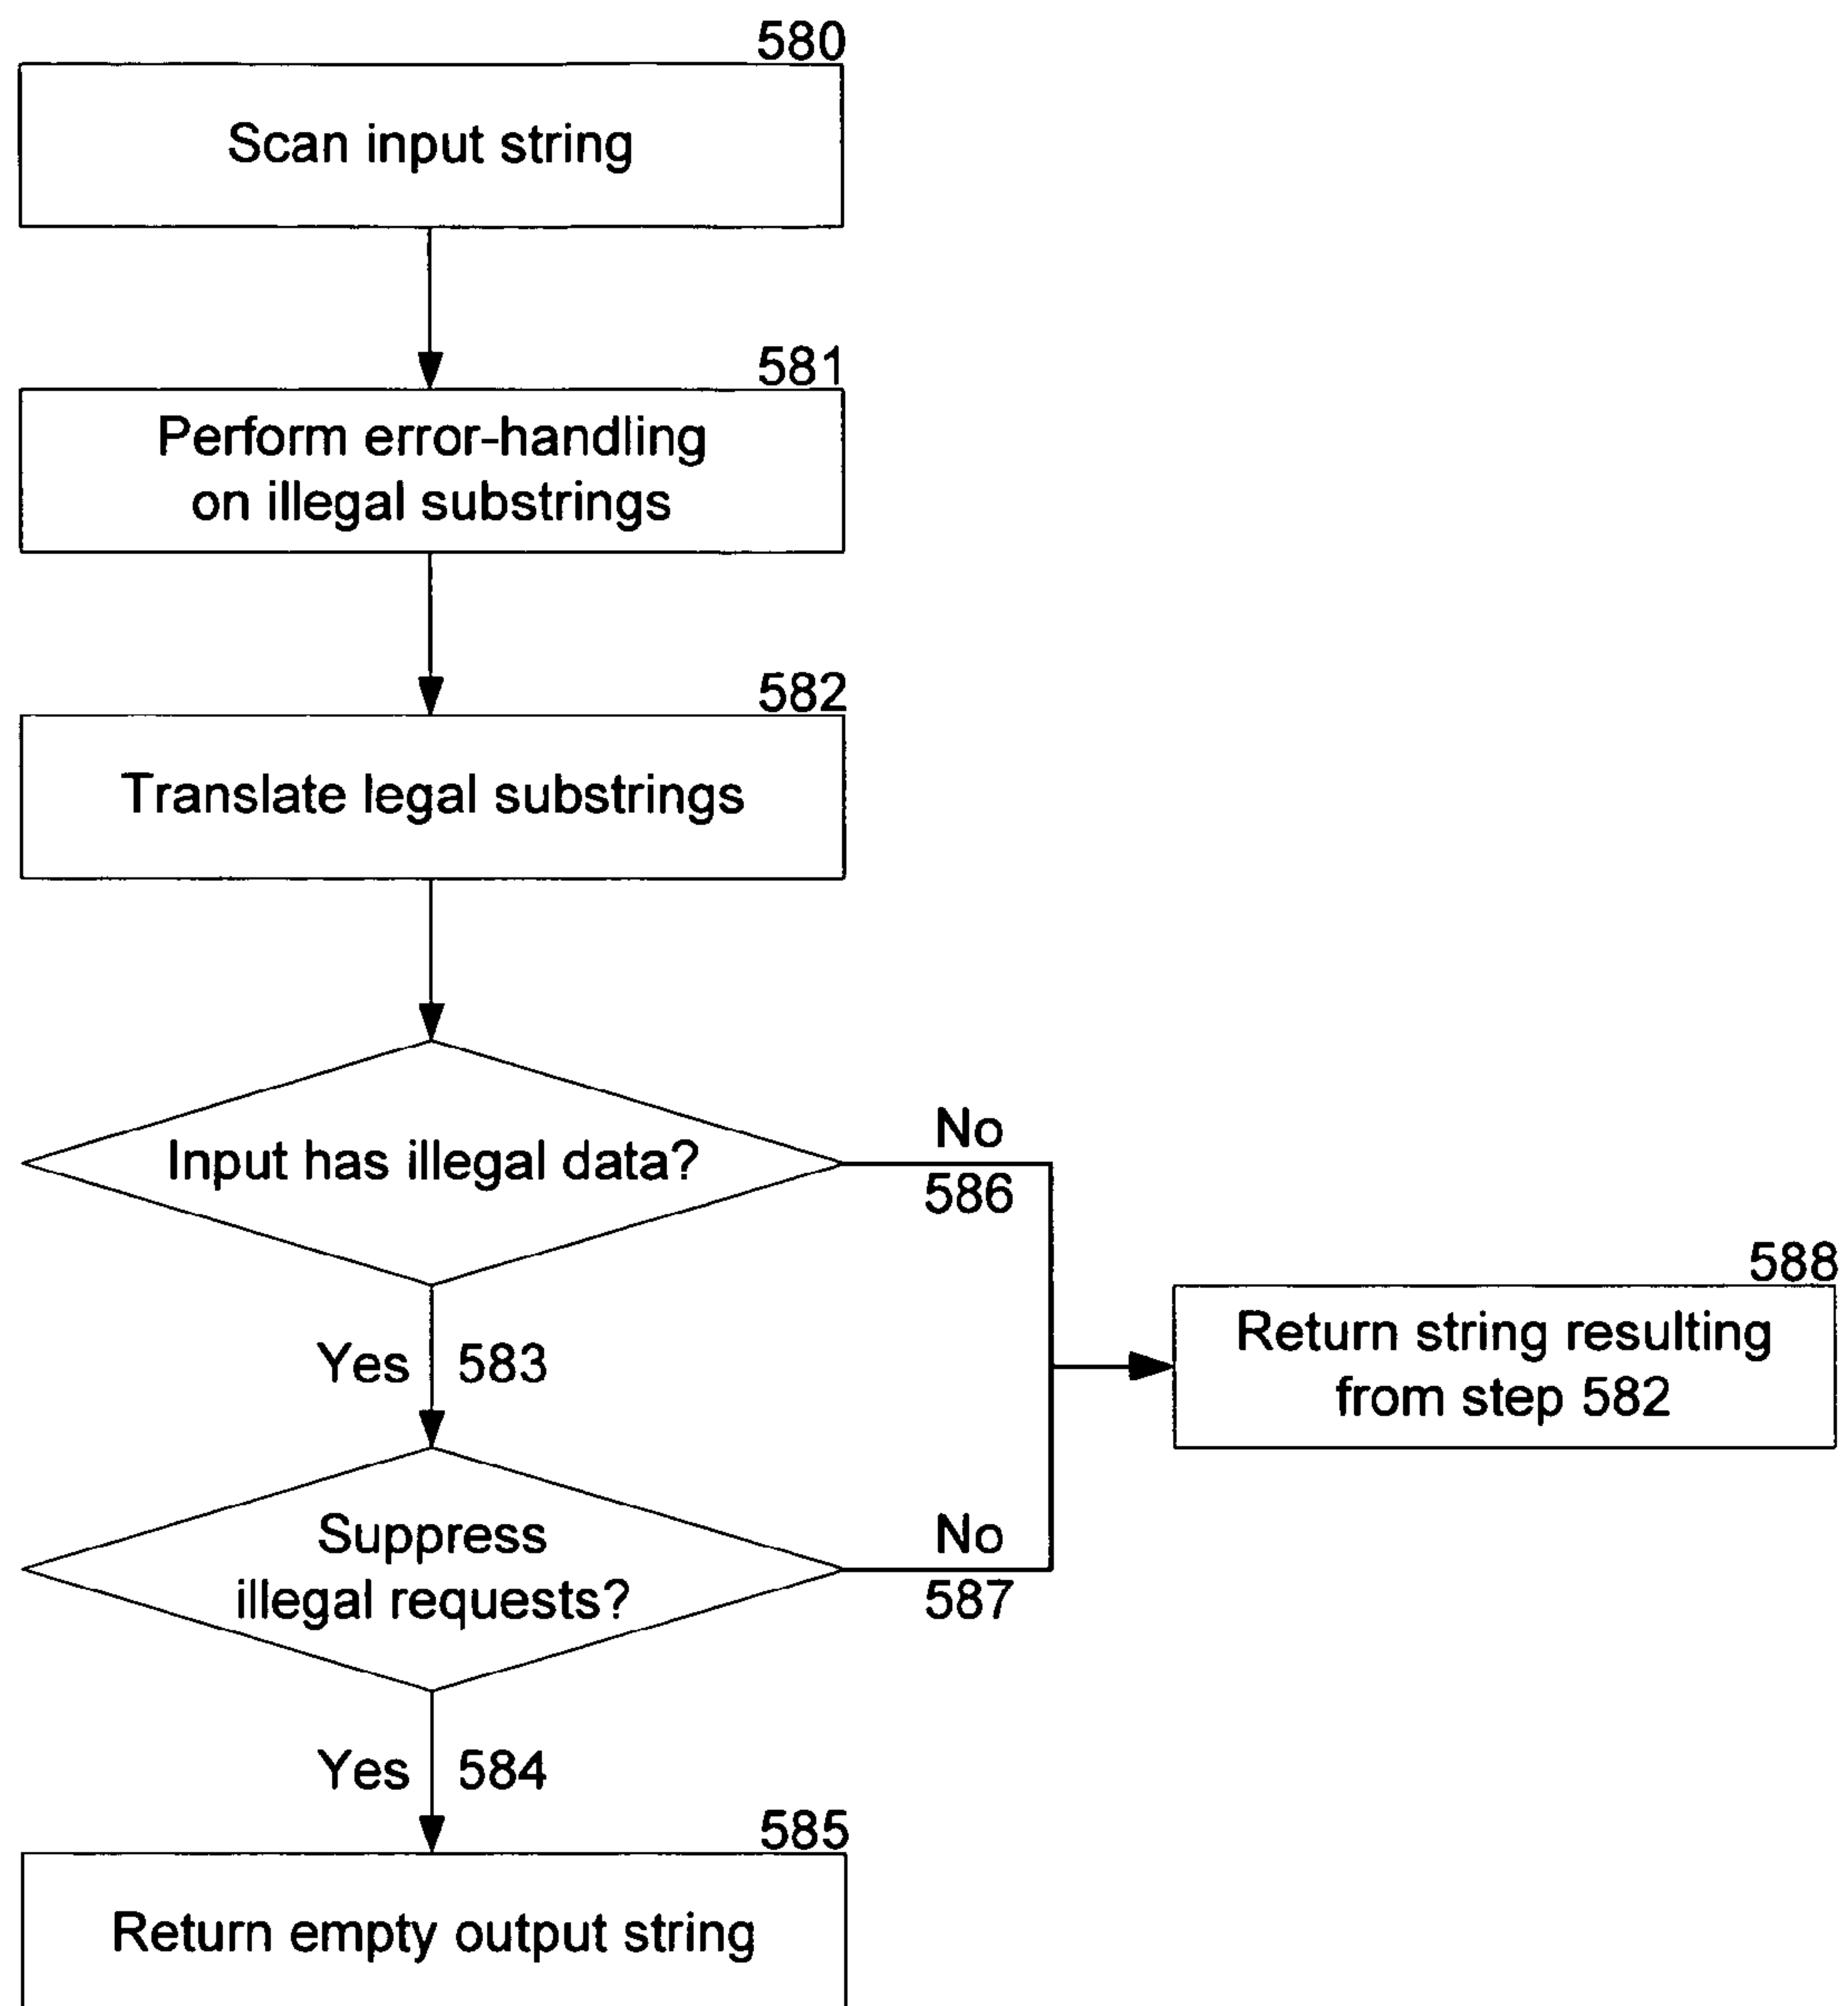 580
Scan input string
581
Perform error-handling
on illegal substrings
582
Translate legal substrings
Input has illegal data?
No
586
Yes 583
588
Return string resulting
from step 582
Suppress
illegal requests?
No
587
Yes 584
585
Return empty output string